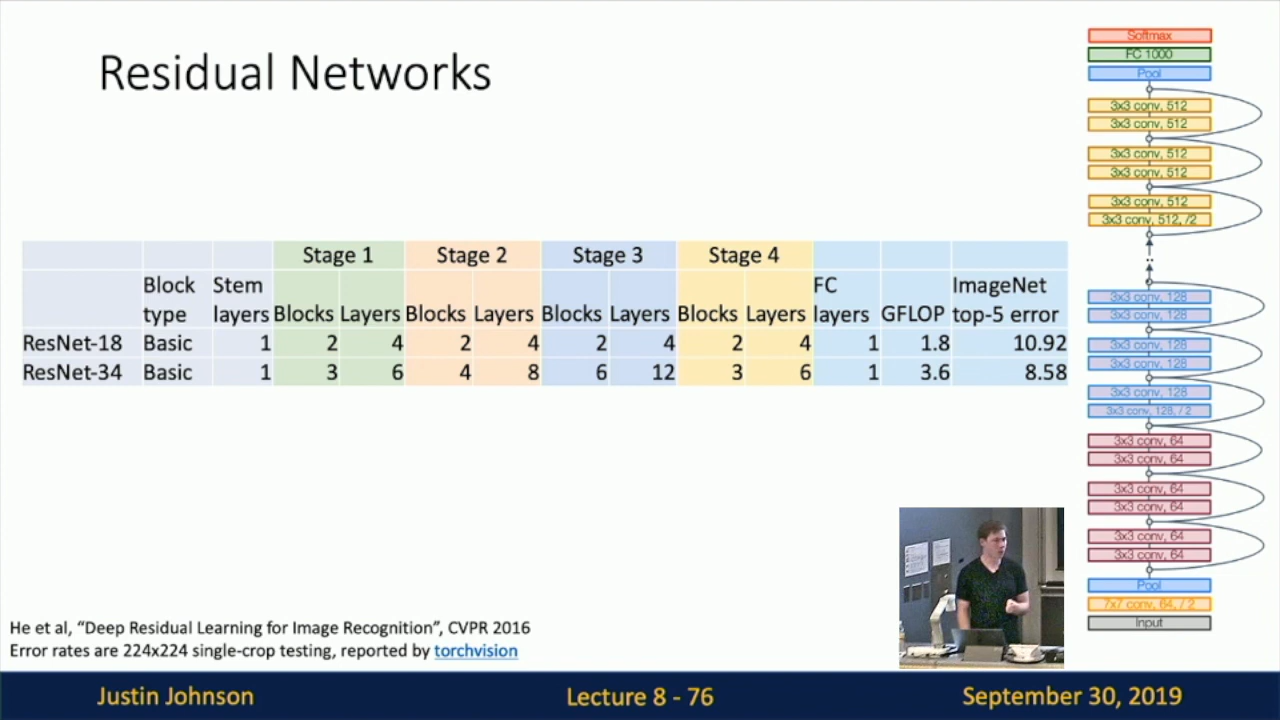 Residual Networks
Stage 1 Stage 2 Stage 3 Stage 4
Block type Stem layers Blocks Layers Blocks Layers Blocks Layers Blocks Layers FC layers GFLOP ImageNet top-5 error
ResNet-18 Basic 1 2 4 2 4 2 4 2 4 1 1.8 10.92
ResNet-34 Basic 1 3 6 4 8 6 12 3 6 1 3.6 8.58
Softmax
FC 1000
Pool
3x3 conv, 512
3x3 conv, 512
3x3 conv, 512
3x3 conv, 512
3x3 conv, 512
3x3 conv, 512, /2
..
3x3 conv, 128
3x3 conv, 128
3x3 conv, 128
3x3 conv, 128
3x3 conv, 128
3x3 conv, 128, / 2
3x3 conv, 64
3x3 conv, 64
3x3 conv, 64
3x3 conv, 64
3x3 conv, 64
3x3 conv, 64
Pool
7x7 conv, 64, / 2
Input
He et al, “Deep Residual Learning for Image Recognition”, CVPR 2016
Error rates are 224x224 single-crop testing, reported by torchvision
Justin Johnson
Lecture 8 - 76
September 30, 2019